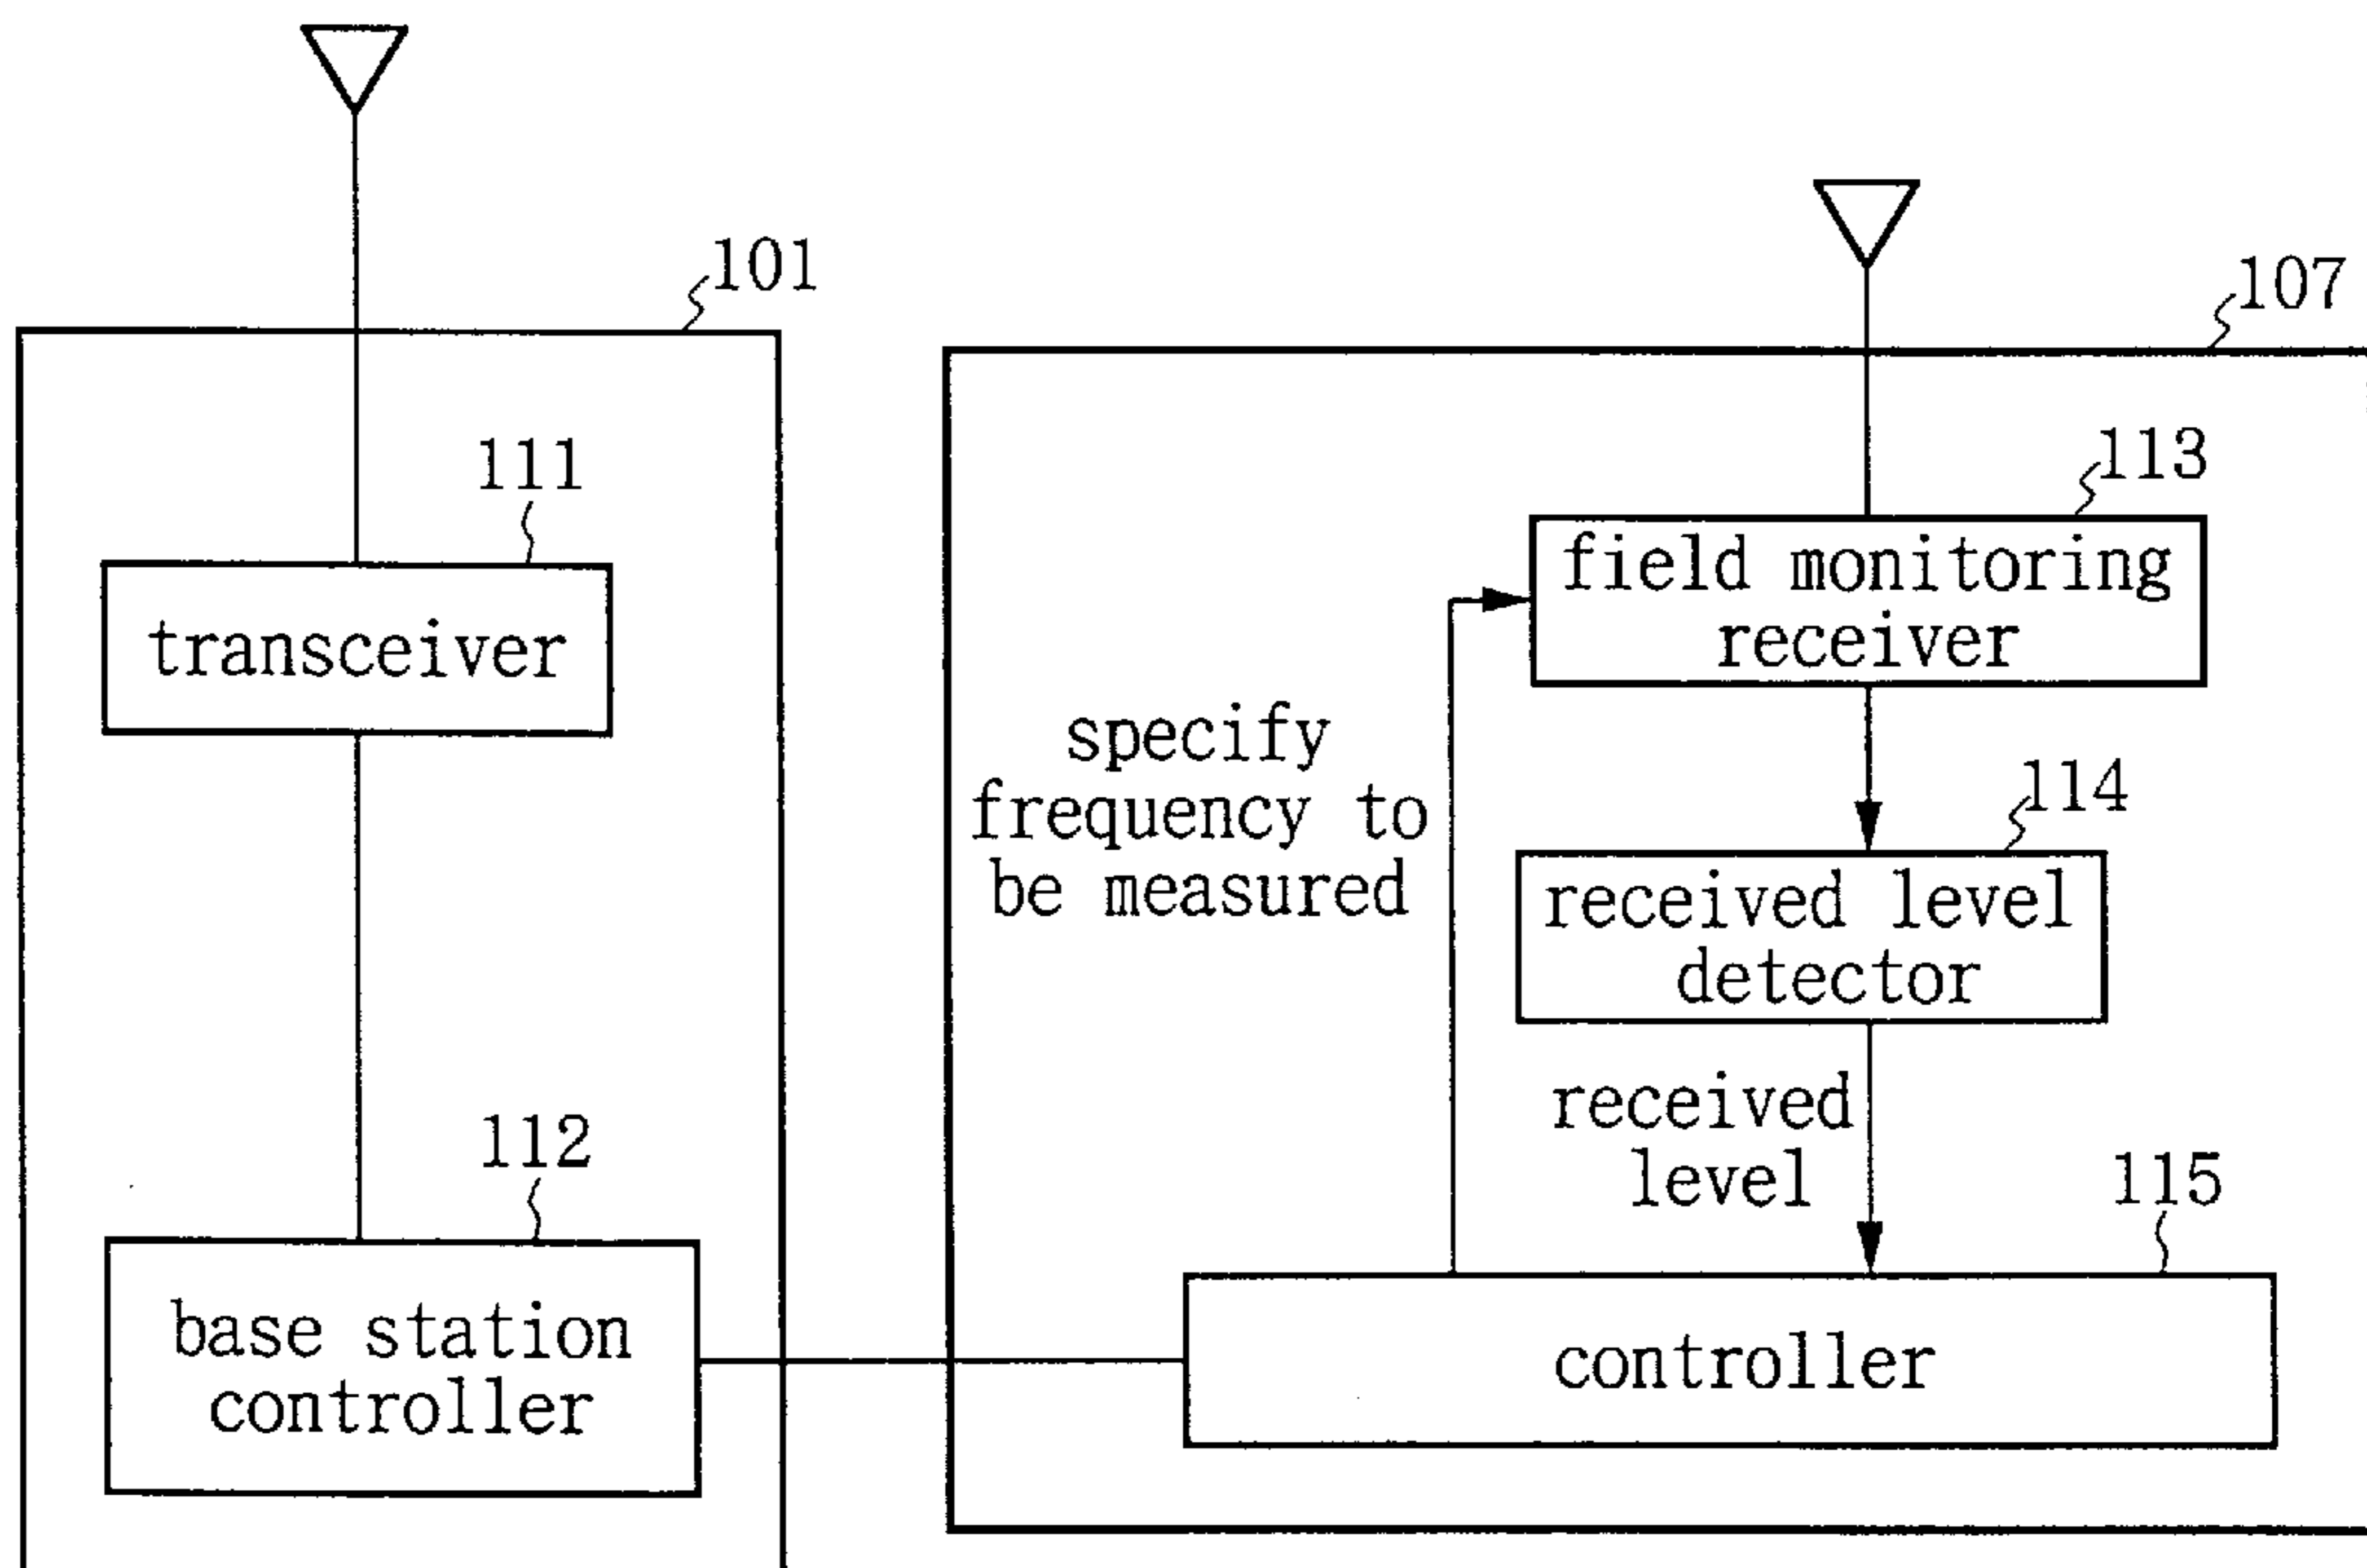 101
111
transceiver
112
base station
controller
107
113
field monitoring
receiver
specify
frequency to
be measured
114
received level
detector
received
level
115
controller